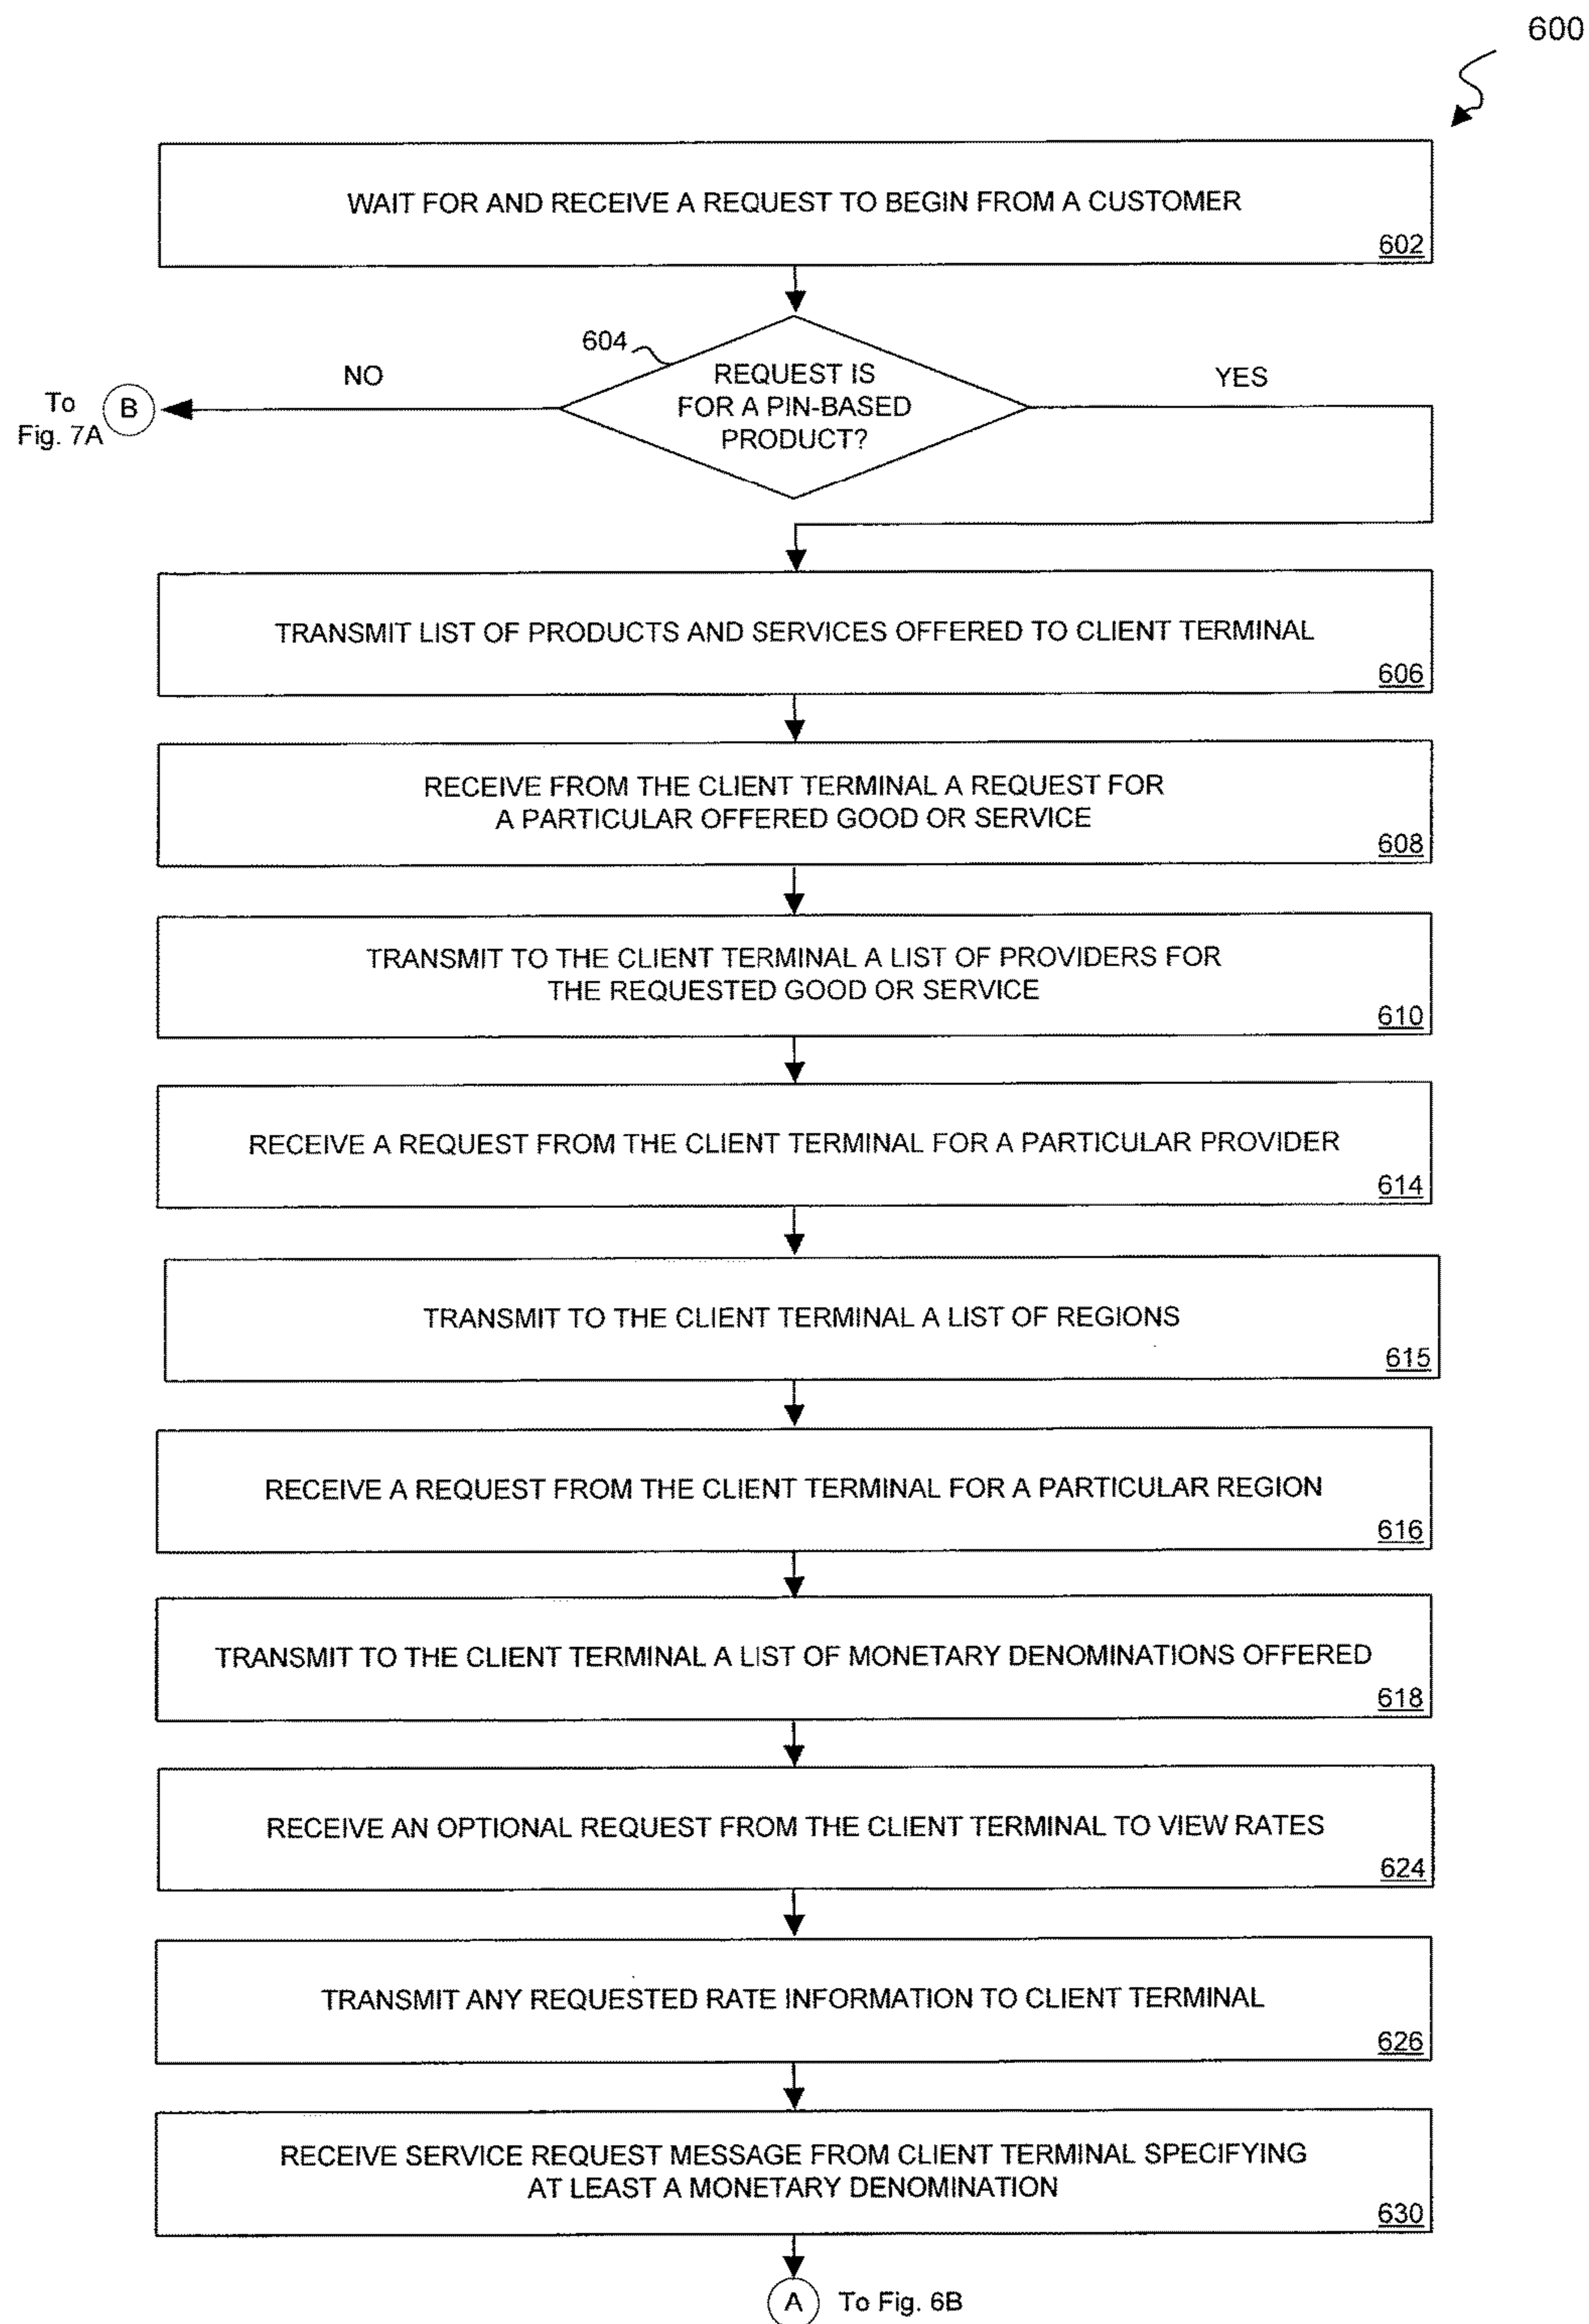 600
WAIT FOR AND RECEIVE A REQUEST TO BEGIN FROM A CUSTOMER
602
604
REQUEST IS
FOR A PIN-BASED
PRODUCT?
NO
YES
To
Fig. 7A
B
TRANSMIT LIST OF PRODUCTS AND SERVICES OFFERED TO CLIENT TERMINAL
606
RECEIVE FROM THE CLIENT TERMINAL A REQUEST FOR
A PARTICULAR OFFERED GOOD OR SERVICE
608
TRANSMIT TO THE CLIENT TERMINAL A LIST OF PROVIDERS FOR
THE REQUESTED GOOD OR SERVICE
610
RECEIVE A REQUEST FROM THE CLIENT TERMINAL FOR A PARTICULAR PROVIDER
614
TRANSMIT TO THE CLIENT TERMINAL A LIST OF REGIONS
615
RECEIVE A REQUEST FROM THE CLIENT TERMINAL FOR A PARTICULAR REGION
616
TRANSMIT TO THE CLIENT TERMINAL A LIST OF MONETARY DENOMINATIONS OFFERED
618
RECEIVE AN OPTIONAL REQUEST FROM THE CLIENT TERMINAL TO VIEW RATES
624
TRANSMIT ANY REQUESTED RATE INFORMATION TO CLIENT TERMINAL
626
RECEIVE SERVICE REQUEST MESSAGE FROM CLIENT TERMINAL SPECIFYING
AT LEAST A MONETARY DENOMINATION
630
A To Fig. 6B